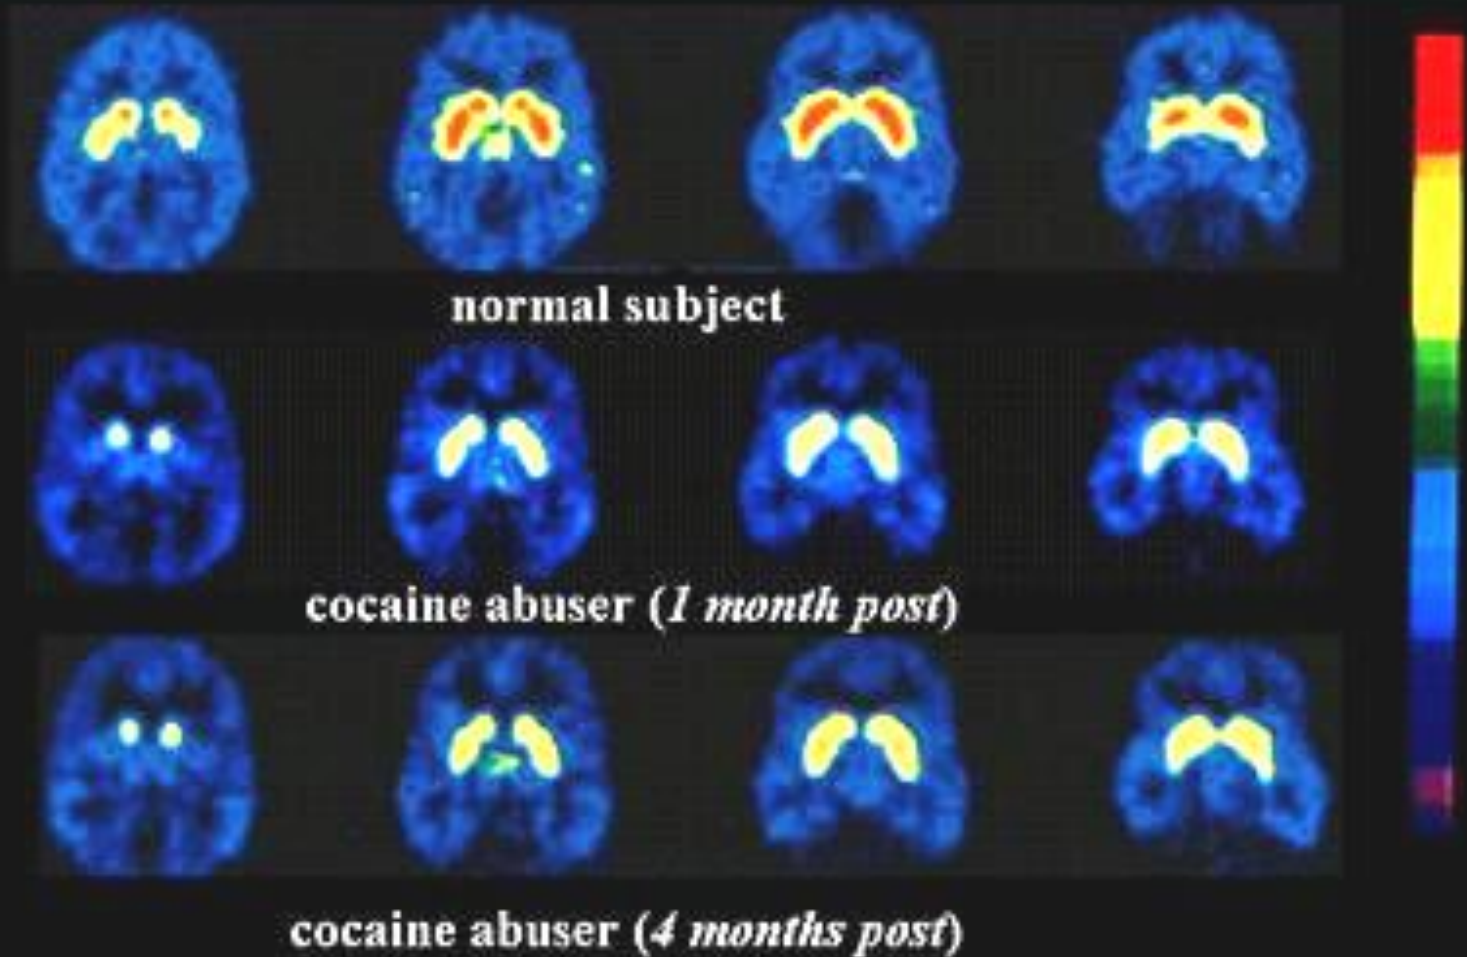 normal subject
cocaine abuser (1 month post)
cocaine abuser (4 months post)